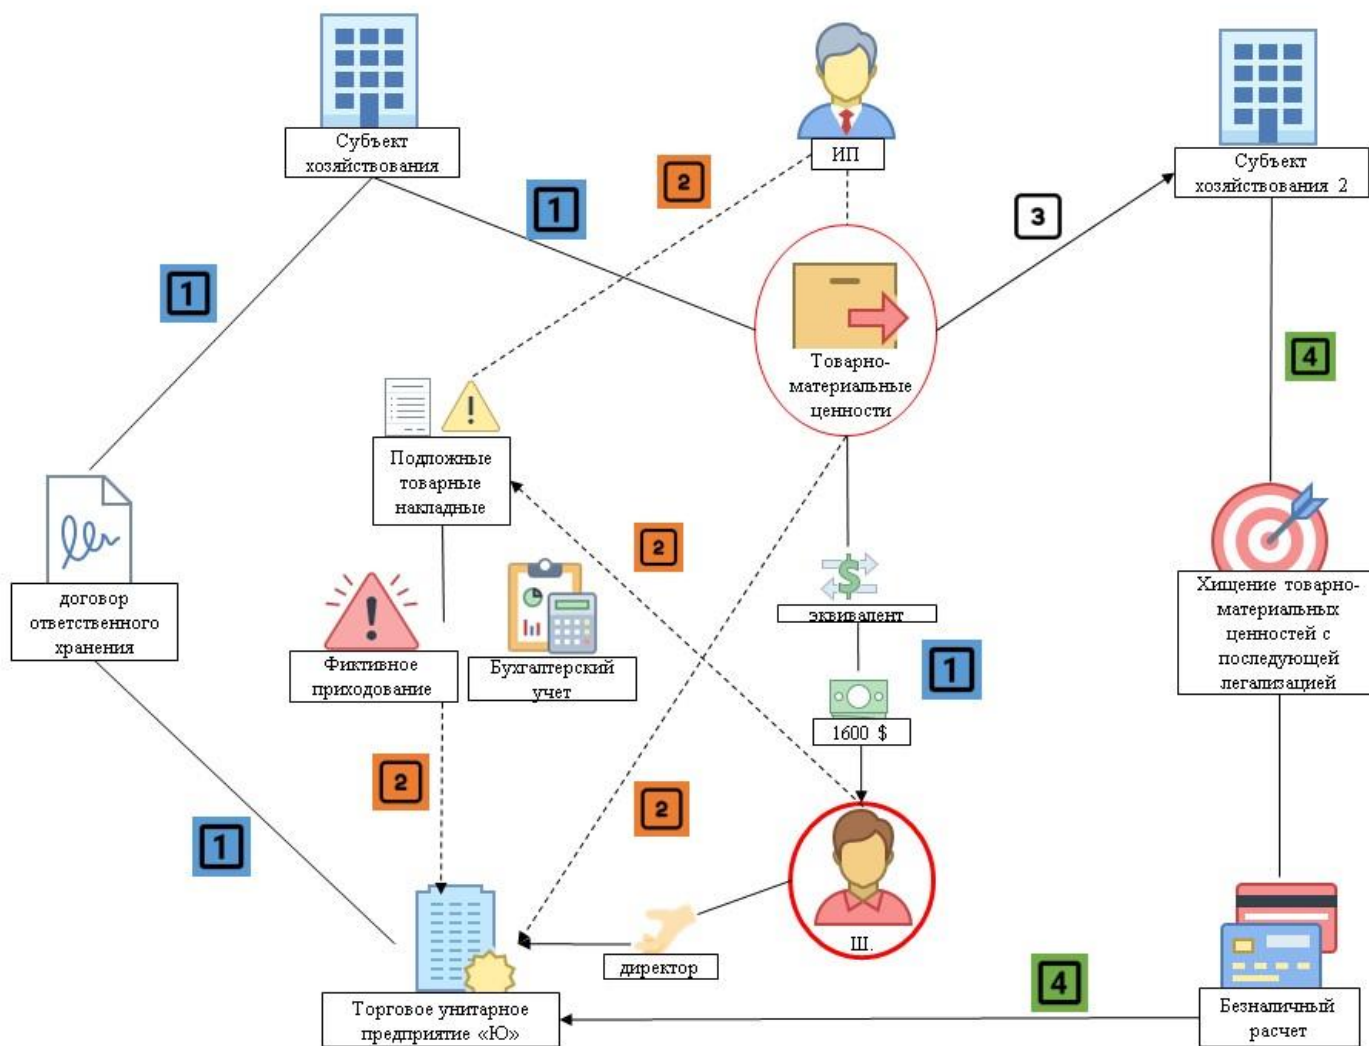 Субъект
хозяйствования
ИП
Субъект
хозяйствования 2
2
1
3
1
4
Товарно-
материальные
ценности
Подложные
товарные
накладные
2
эквивалент
договор
ответственного
хранения
Фиктивное
приходование
Бухгалтерский
учет
1
Хищение товарно-
материальных
ценностей с
последующей
легализацией
1600 $
2
2
1
Ш.
директор
4
Торговое унитарное
предприятие «Ю»
Безналичный
расчет